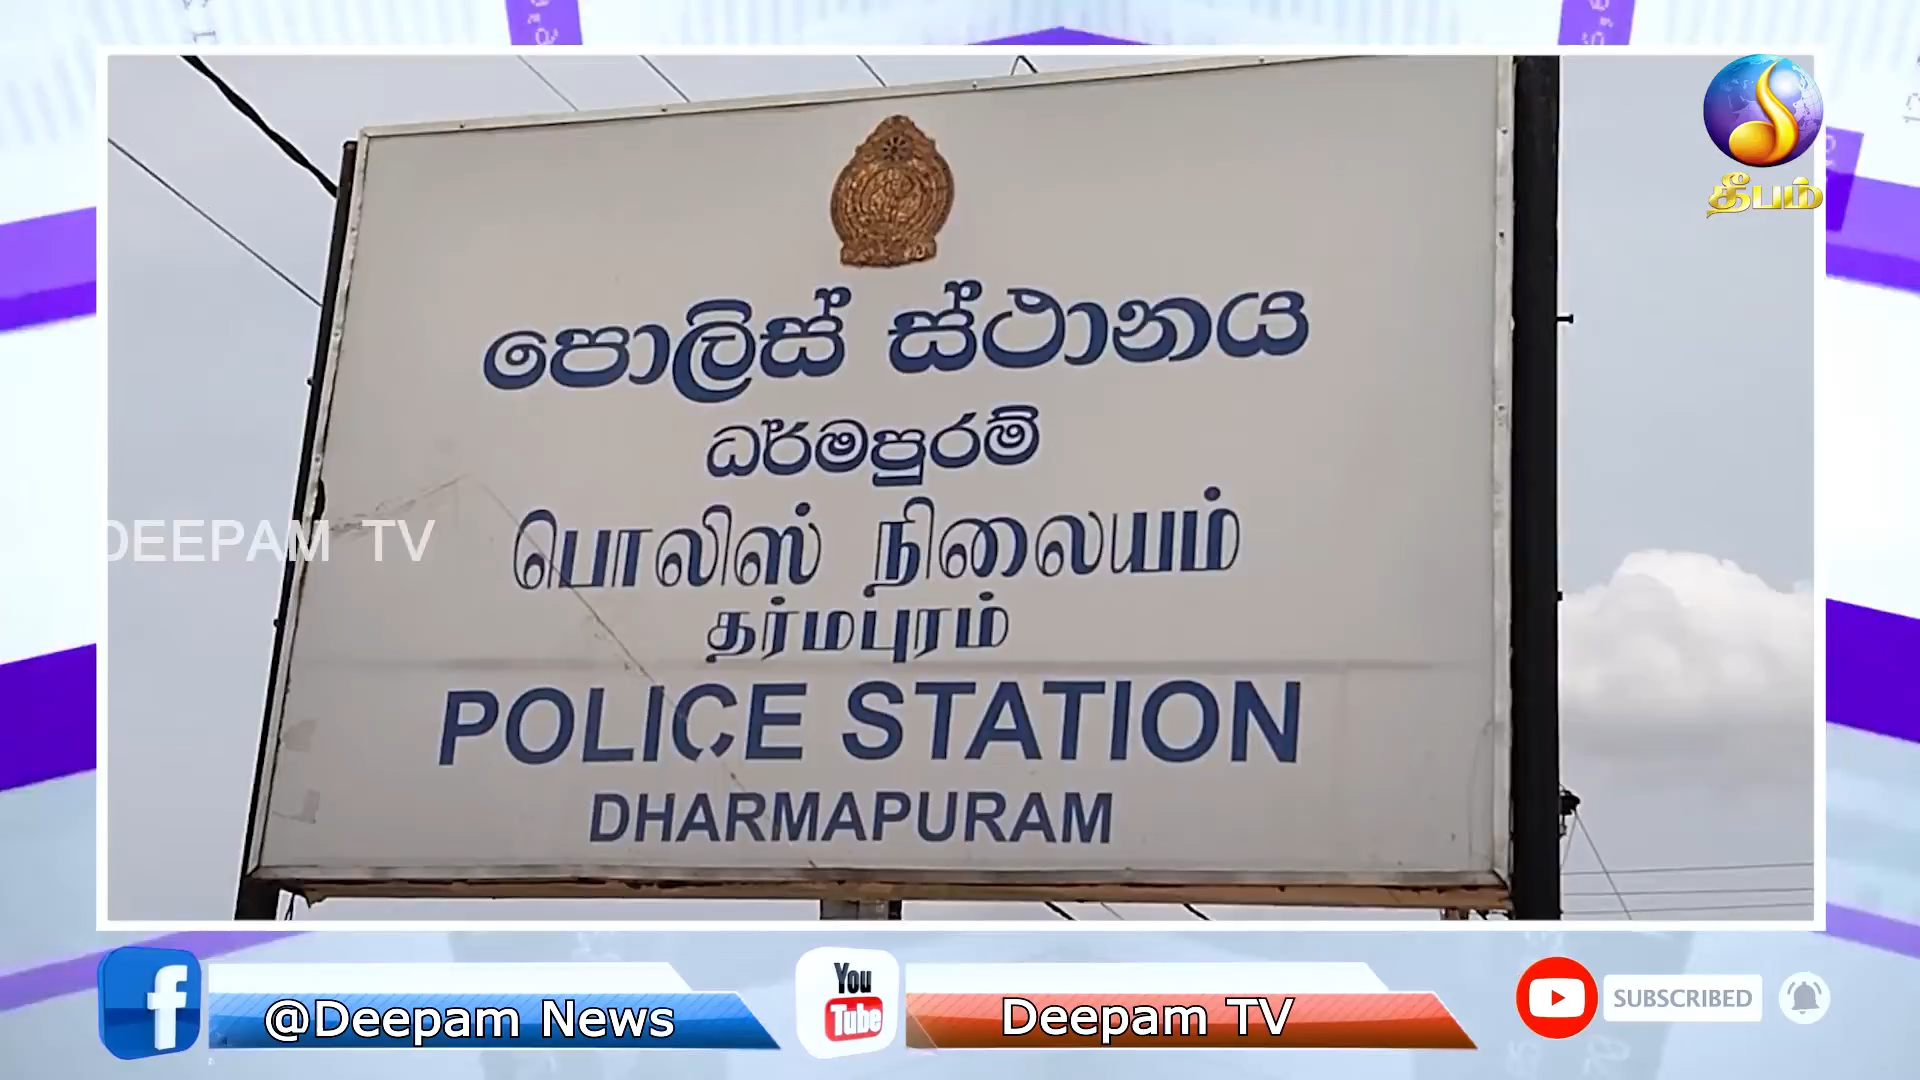 தீபம்
පොලිස් ස්ථානය
ධර්මපුරම්
பொலிஸ் நிலையம்
தர்மபுரம்
DEEPAM TV
POLICE STATION
DHARMAPURAM
@Deepam News
You
Tube
Deepam TV
SUBSCRIBED